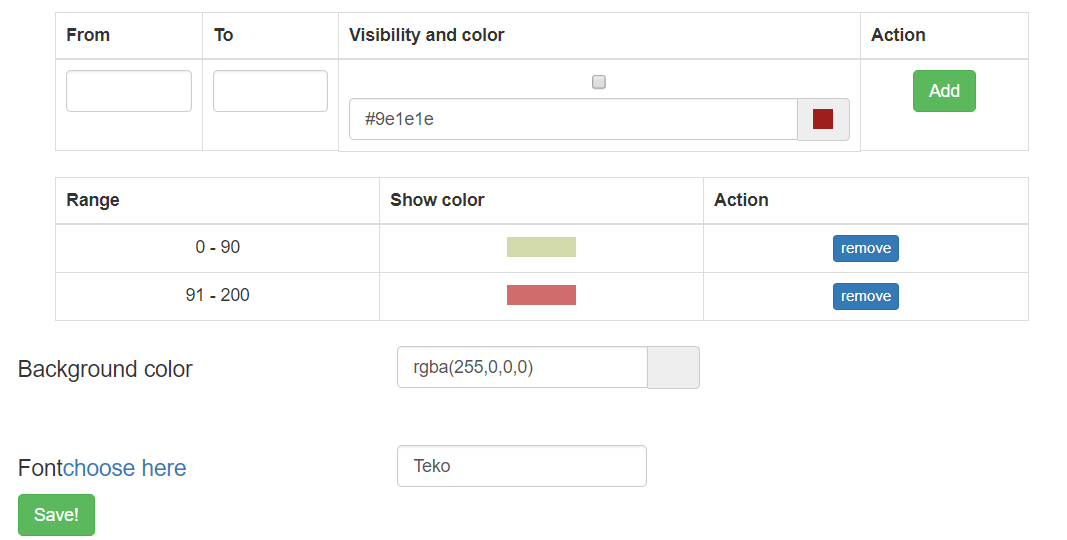 From To Visibility and color Action
Add
#9e1e1e
Range Show color Action
0 - 90 remove
91 - 200 remove
Background color rgba(255,0,0,0)
Fontchoose here Teko
Save!